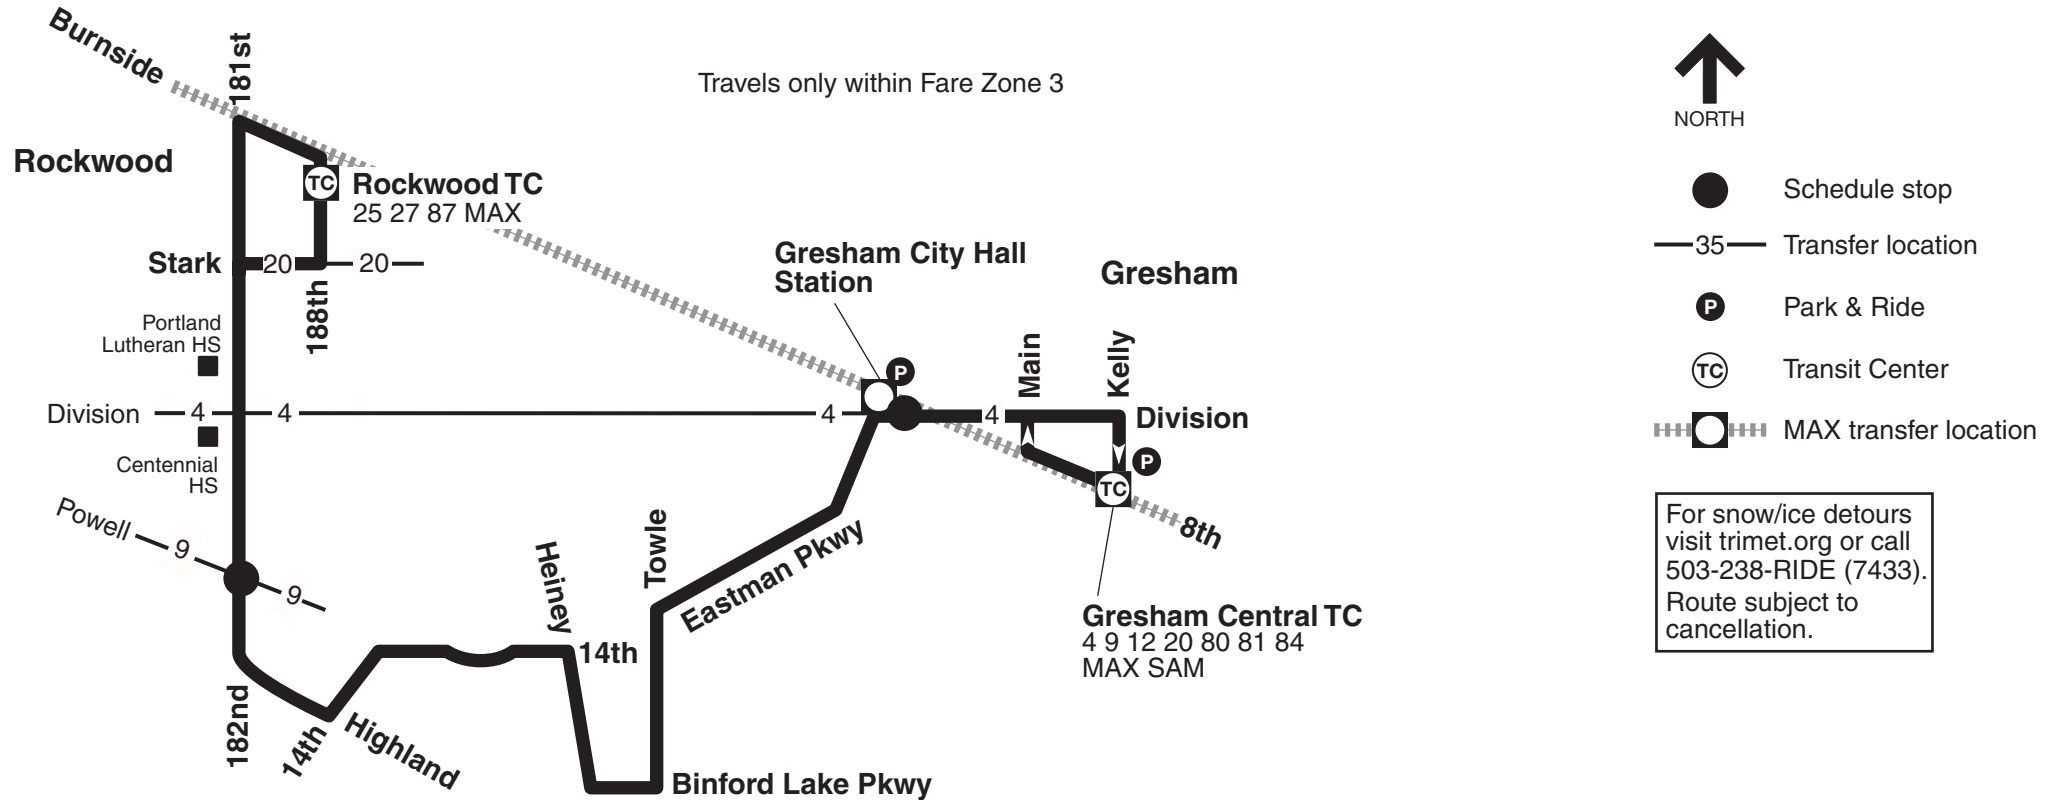 Burnside
181st
Travels only within Fare Zone 3
NORTH
Rockwood
TC
Rockwood TC
25 27 87 MAX
Schedule stop
35
Transfer location
Stark
20
20
188th
Gresham City Hall
Station
Gresham
P
Park & Ride
Portland
Lutheran HS
Main
Kelly
TC
Transit Center
P
Division
4
4
4
4
Division
MAX transfer location
Centennial
HS
P
TC
8th
Powell
9
9
Heiney
Towle
Eastman Pkwy
For snow/ice detours
visit trimet.org or call
503-238-RIDE (7433).
Route subject to
cancellation.
Gresham Central TC
4 9 12 20 80 81 84
MAX SAM
14th
182nd
14th
Highland
Binford Lake Pkwy